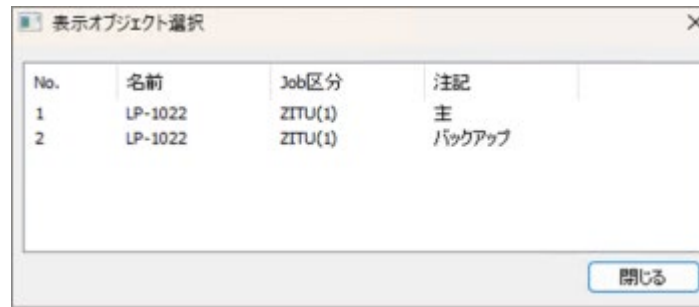 表示オブジェクト選択
No. 名前 Job区分 注記
1 LP-1022 ZITU(1) 主
2 LP-1022 ZITU(1) バックアップ
閉じる